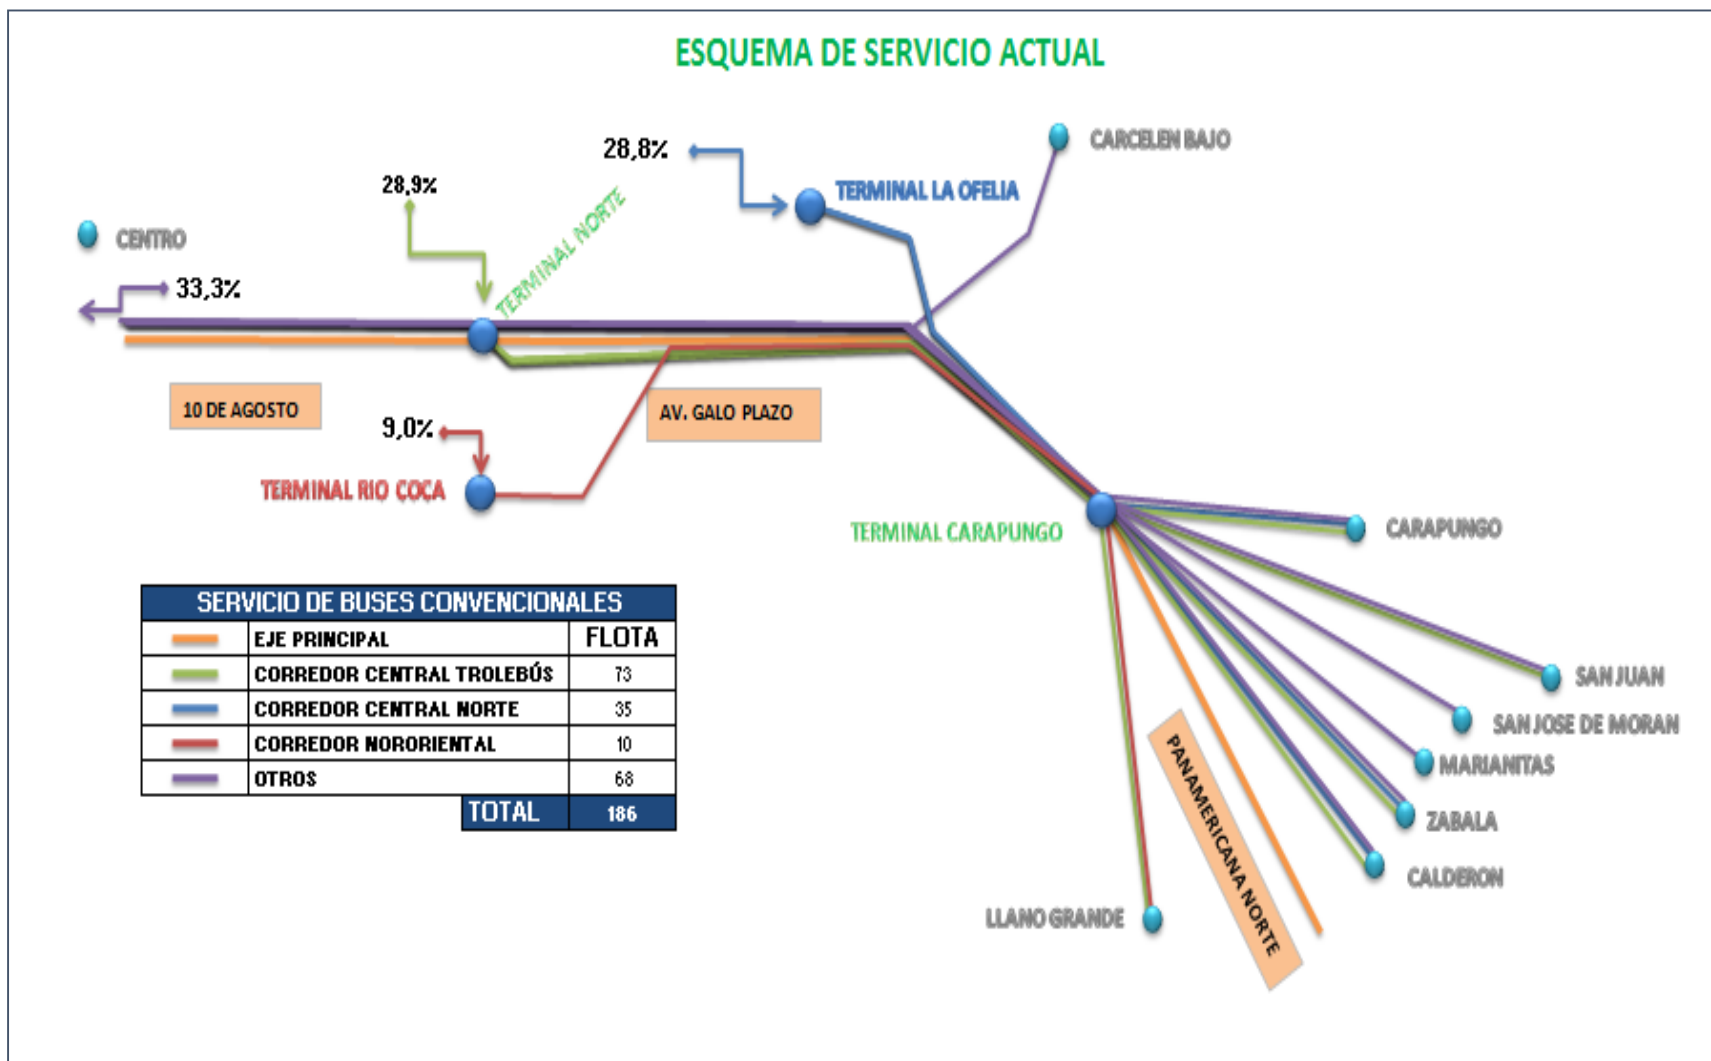 ESQUEMA DE SERVICIO ACTUAL
CARCELEN BAJO
28,8%
TERMINAL LA OFELIA
28,9%
TERMINAL NORTE
CENTRO
33,3%
10 DE AGOSTO
AV. GALO PLAZO
9,0%
TERMINAL RIO COCA
TERMINAL CARAPUNGO
CARAPUNGO
SAN JUAN
SAN JOSE DE MORAN
MARIANITAS
ZABALA
CALDERON
PANAMERICANA NORTE
LLANO GRANDE
SERVICIO DE BUSES CONVENCIONALES
EJE PRINCIPAL FLOTA
CORREDOR CENTRAL TROLEBÚS 73
CORREDOR CENTRAL NORTE 35
CORREDOR NORORIENTAL 10
OTROS 68
TOTAL 186